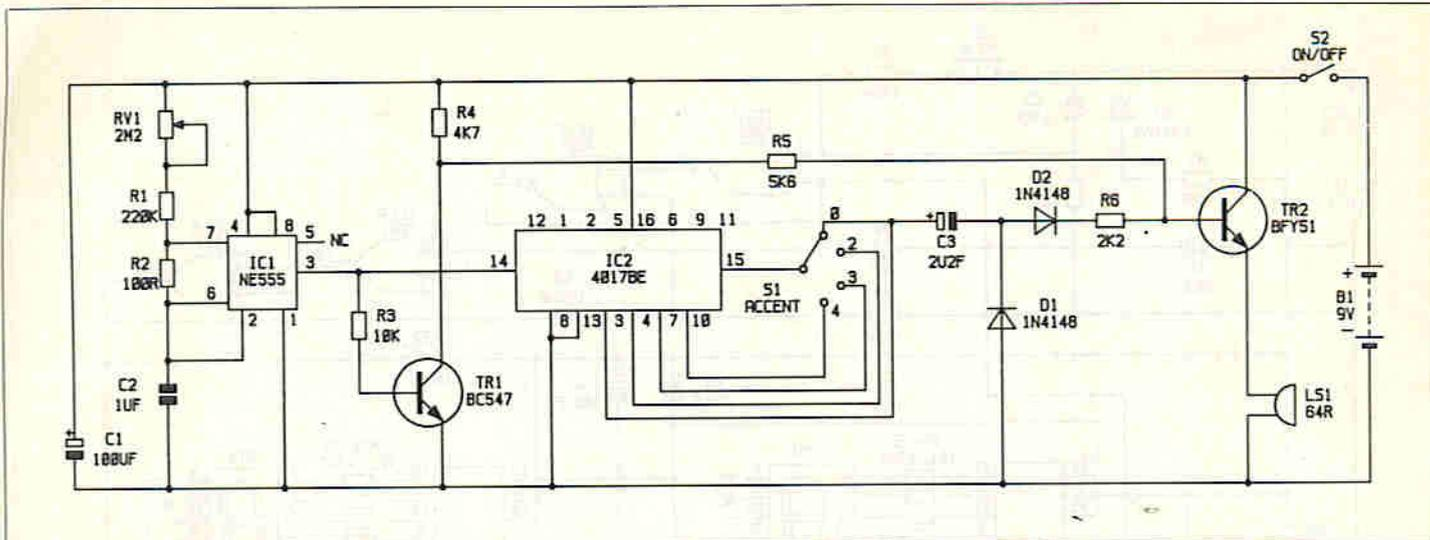 S2
ON/OFF
RV1
2M2
R4
4K7
R5
5K6
R1
220K
D2
1N4148
R6
2K2
TR2
BFY51
7
4
8
5
NC
IC1
NE555
3
R2
100R
6
2
1
12
1
2
5
16
6
9
11
14
IC2
4017BE
15
8
13
3
4
7
10
0
2
3
4
S1
ACCENT
+
C3
2U2F
D1
1N4148
+
B1
9V
-
R3
10K
TR1
BC547
C2
1UF
+
C1
100UF
LS1
64R